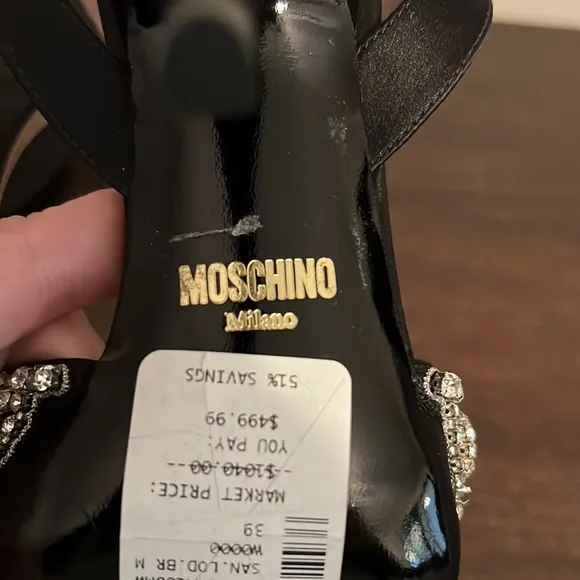 MOSCHINO
Milano
SAN.LOD.BR M
W0000
39
MARKET PRICE:
--$1040.00--
YOU PAY:
$499.99
51% SAVINGS